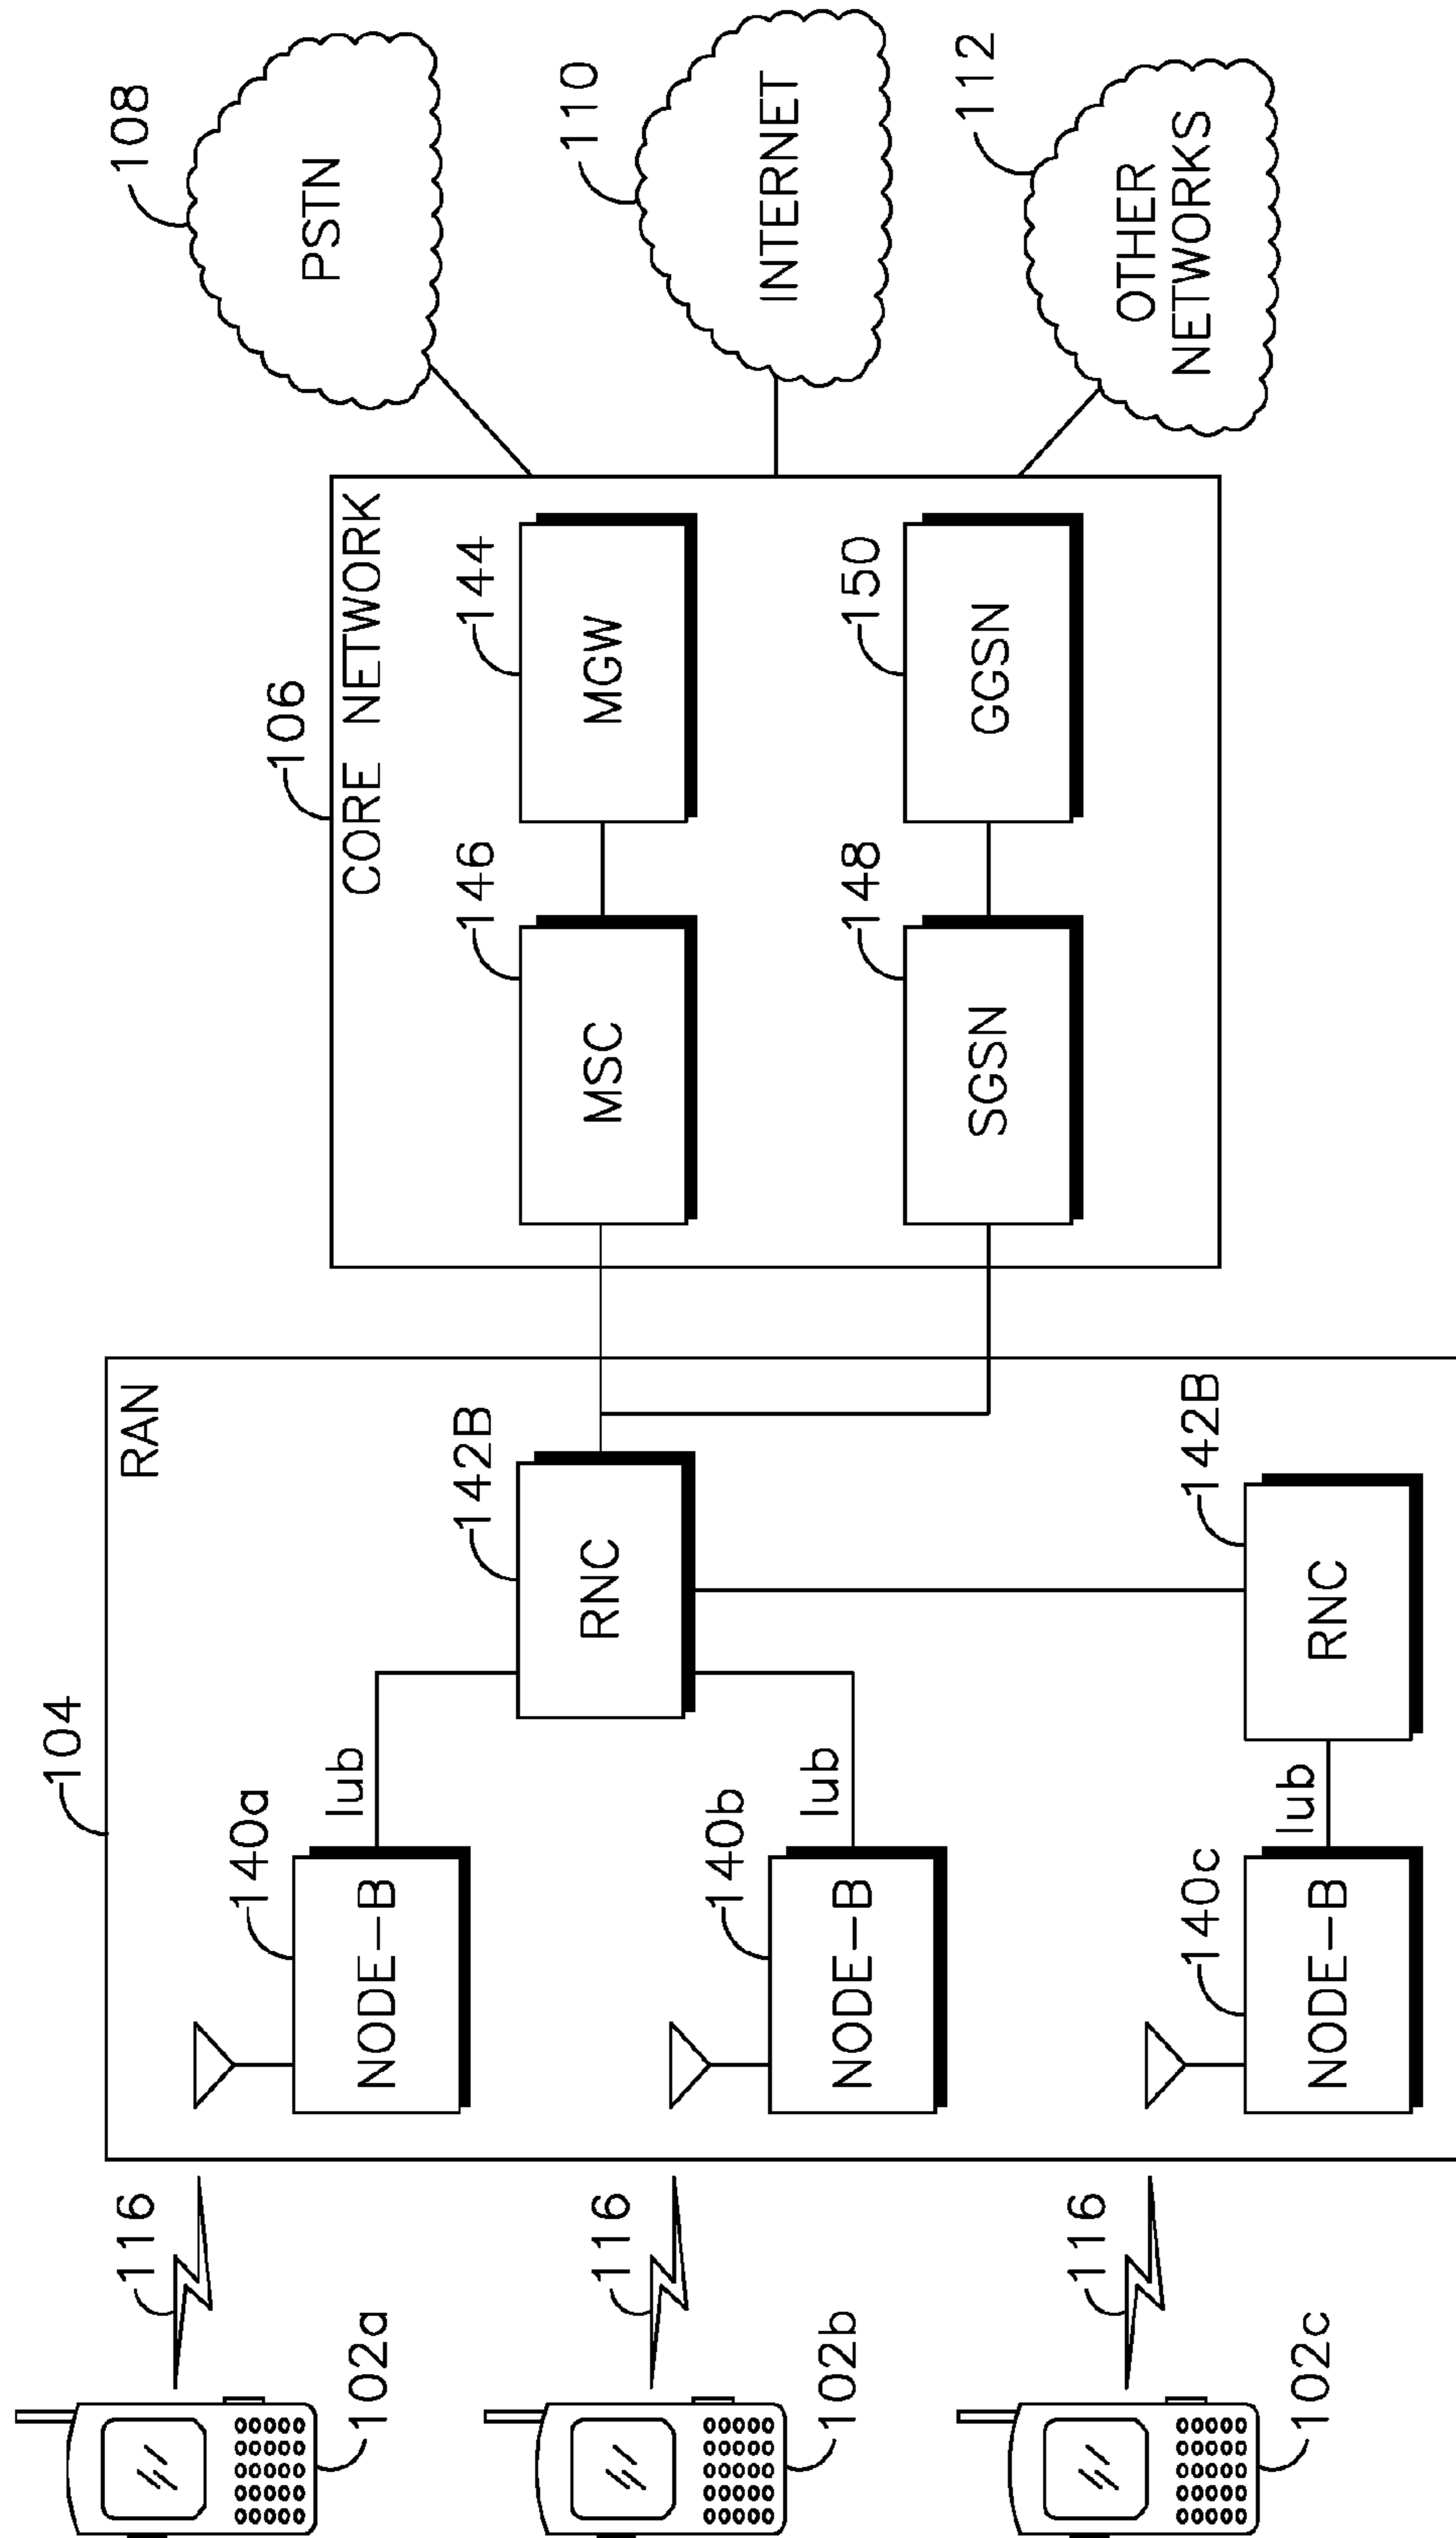 104
116
RAN
108
140a
106
PSTN
Iub
CORE NETWORK
102a
NODE-B
142B
146
144
110
116
RNC
MSC
MGW
140b
INTERNET
Iub
102b
NODE-B
148
150
112
SGSN
GGSN
116
OTHER
NETWORKS
140c
142B
Iub
102c
NODE-B
RNC